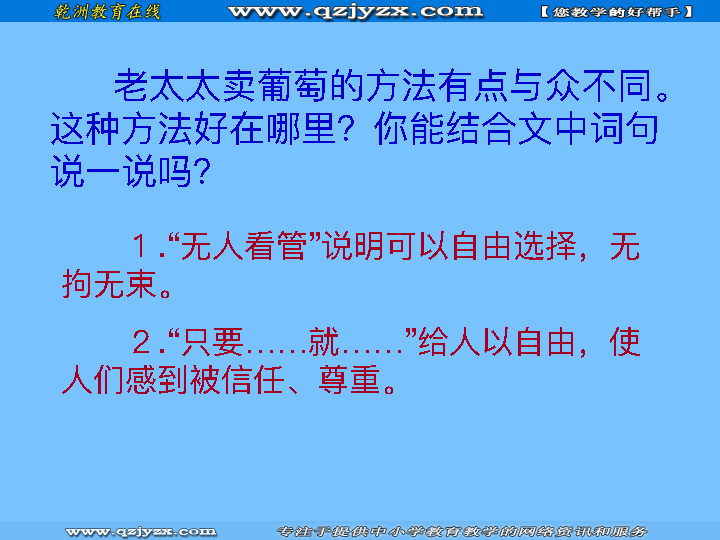 乾洲教育在线 www.qzjyzx.com 【您教学的好帮手】
老太太卖葡萄的方法有点与众不同。
这种方法好在哪里？你能结合文中词句
说一说吗？
1.“无人看管”说明可以自由选择，无
拘无束。
2.“只要……就……”给人以自由，使
人们感到被信任、尊重。
www.qzjyzx.com 专注于提供中小学教育教学的网络资讯和服务